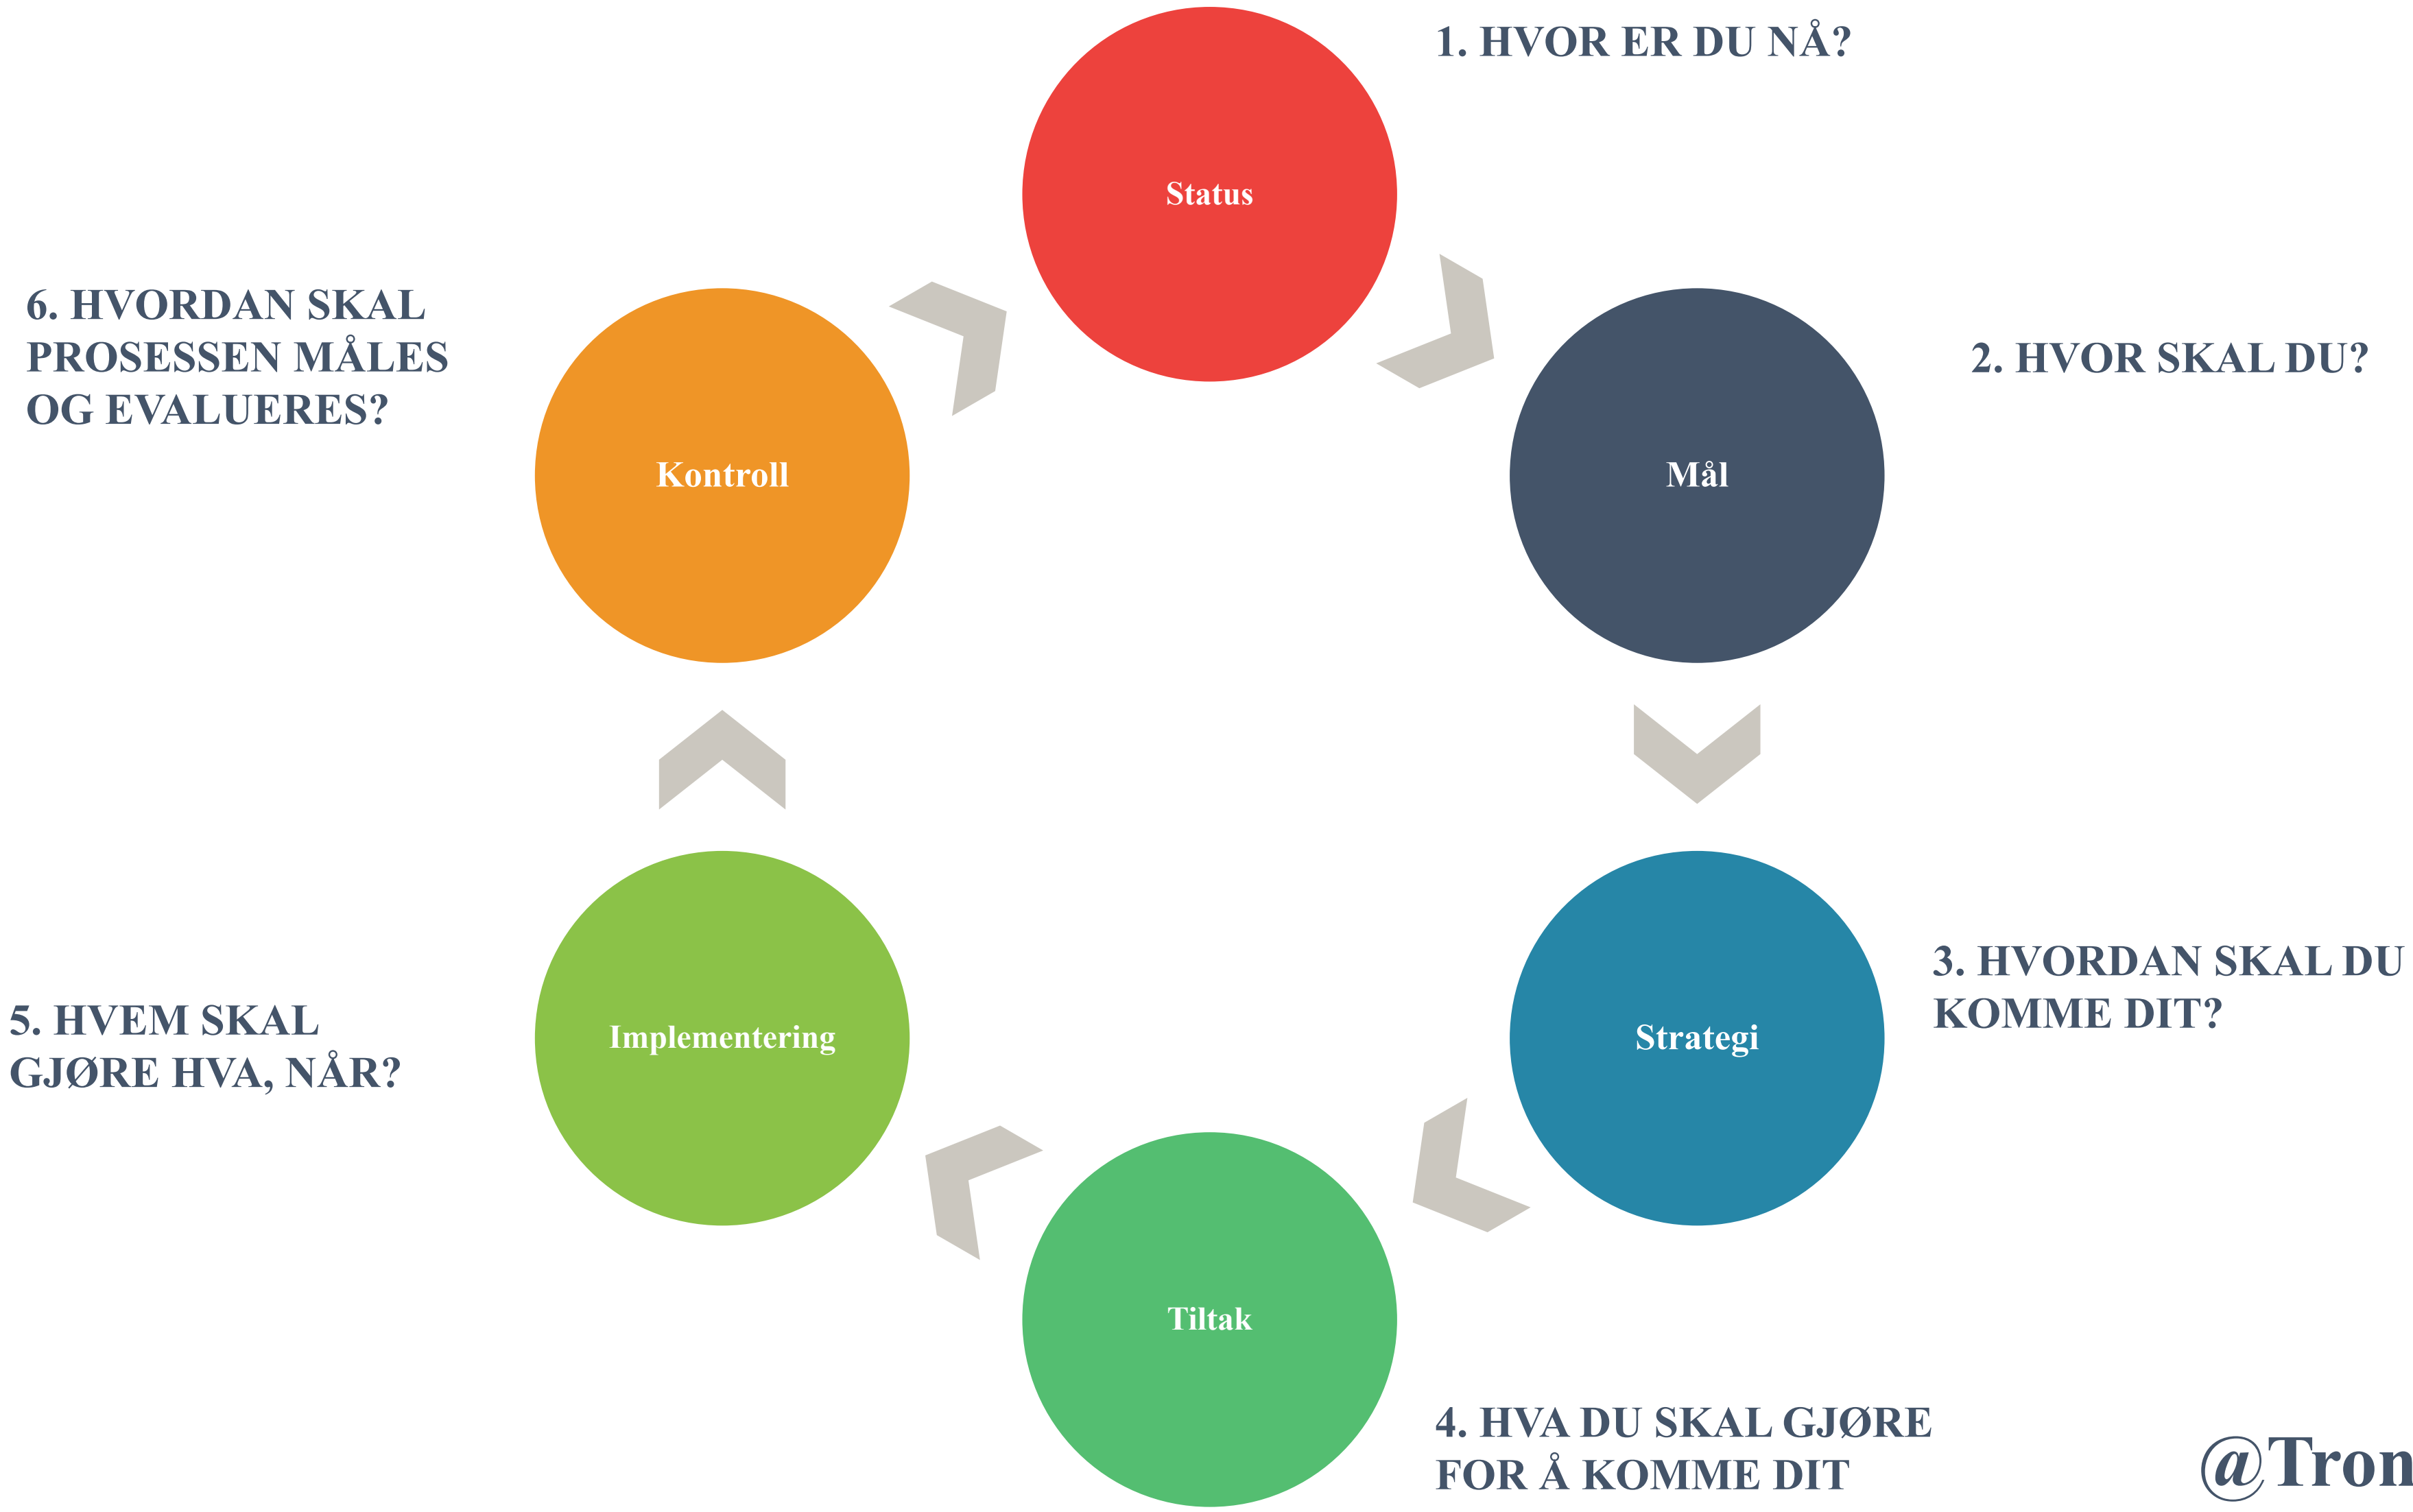 Status
1. HVOR ER DU NÅ?
Mål
2. HVOR SKAL DU?
Strategi
3. HVORDAN SKAL DU
KOMME DIT?
Tiltak
4. HVA DU SKAL GJØRE
FOR Å KOMME DIT
Implementering
5. HVEM SKAL
GJØRE HVA, NÅR?
Kontroll
6. HVORDAN SKAL
PROSESSEN MÅLES
OG EVALUERES?
@Tron